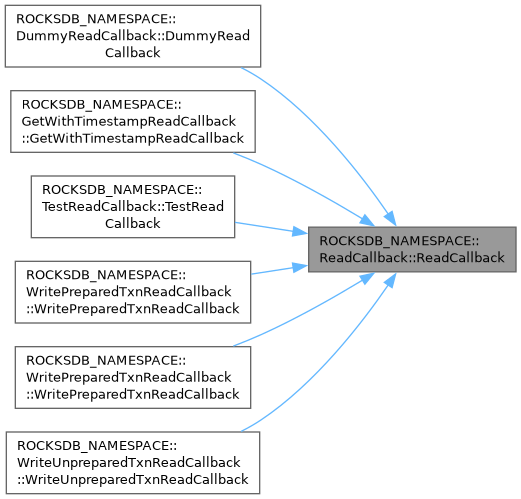 ROCKSDB_NAMESPACE::
DummyReadCallback::DummyRead
Callback
ROCKSDB_NAMESPACE::
GetWithTimestampReadCallback
::GetWithTimestampReadCallback
ROCKSDB_NAMESPACE::
TestReadCallback::TestRead
Callback
ROCKSDB_NAMESPACE::
WritePreparedTxnReadCallback
::WritePreparedTxnReadCallback
ROCKSDB_NAMESPACE::
WritePreparedTxnReadCallback
::WritePreparedTxnReadCallback
ROCKSDB_NAMESPACE::
WriteUnpreparedTxnReadCallback
::WriteUnpreparedTxnReadCallback
ROCKSDB_NAMESPACE::
ReadCallback::ReadCallback